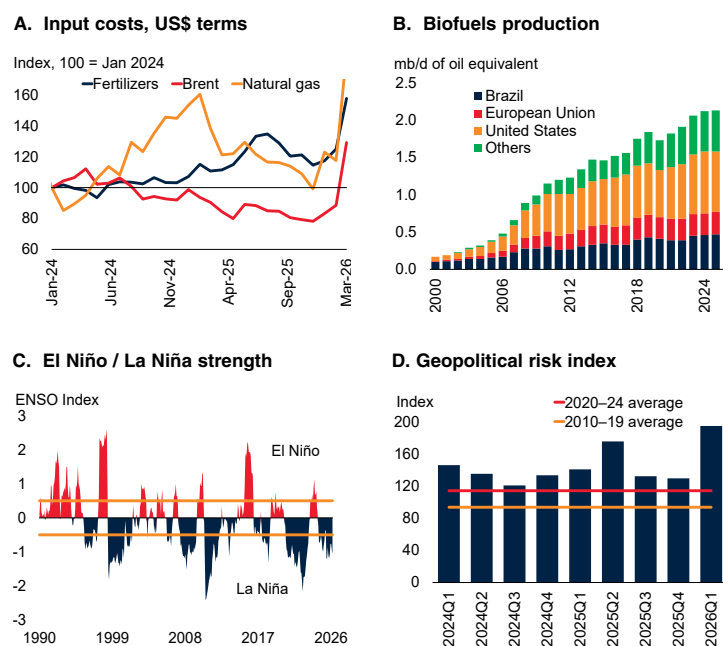 A. Input costs, US$ terms
Index, 100 = Jan 2024
Fertilizers Brent Natural gas
160
140
120
100
80
60
Jan-24
Jun-24
Nov-24
Apr-25
Sep-25
Mar-26
B. Biofuels production
mb/d of oil equivalent
2.5
2.0
1.5
1.0
0.5
0.0
Brazil
European Union
United States
Others
2000
2006
2012
2018
2024
C. El Niño / La Niña strength
ENSO Index
3
2
1
0
-1
-2
-3
El Niño
La Niña
1990 1999 2008 2017 2026
D. Geopolitical risk index
Index
2020–24 average
2010–19 average
200
160
120
80
40
0
2024Q1
2024Q2
2024Q3
2024Q4
2025Q1
2025Q2
2025Q3
2025Q4
2026Q1